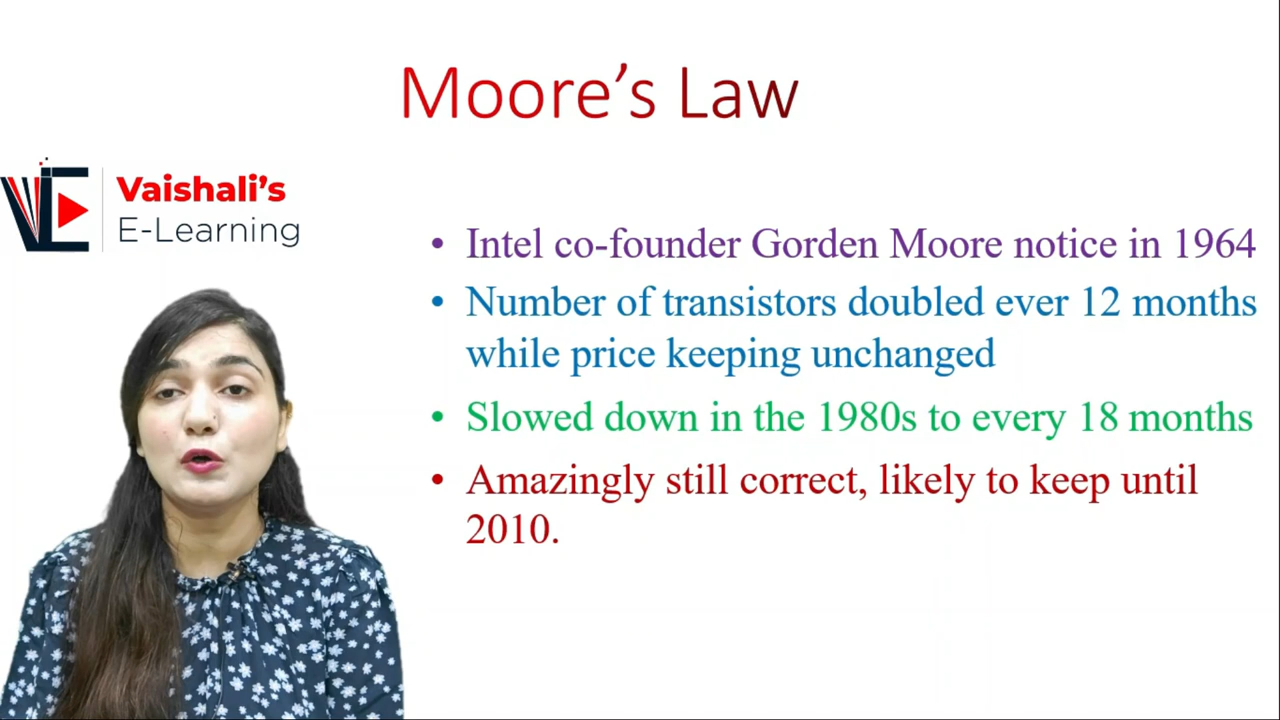 Moore's Law
Vaishali's
E-Learning
• Intel co-founder Gorden Moore notice in 1964
• Number of transistors doubled ever 12 months
while price keeping unchanged
• Slowed down in the 1980s to every 18 months
• Amazingly still correct, likely to keep until
2010.